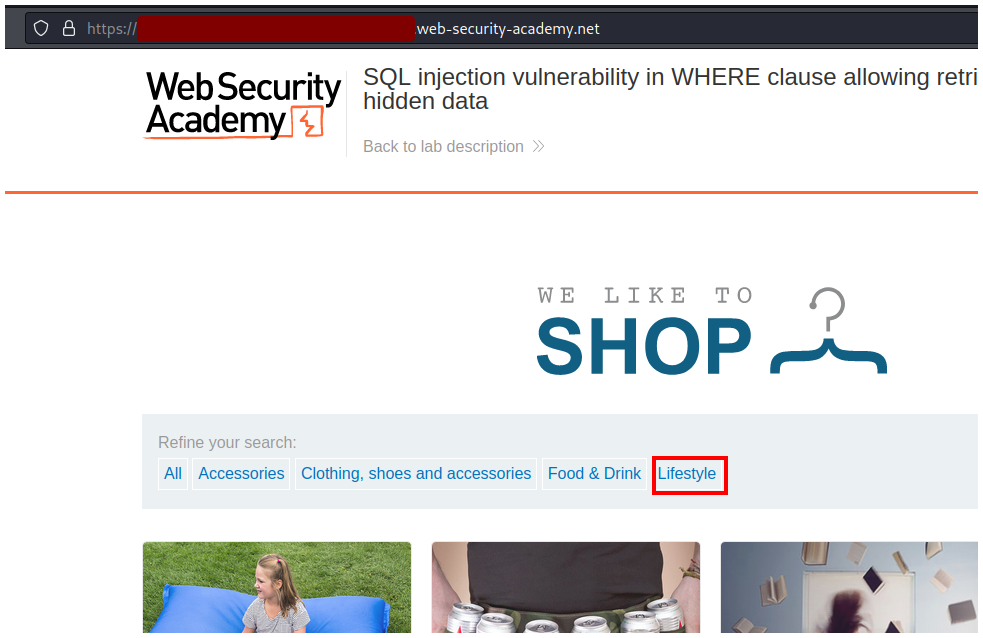 https://
.web-security-academy.net
Web Security
Academy
SQL injection vulnerability in WHERE clause allowing retri
hidden data
Back to lab description
WE LIKE TO
SHOP
Refine your search:
All Accessories Clothing, shoes and accessories Food & Drink Lifestyle